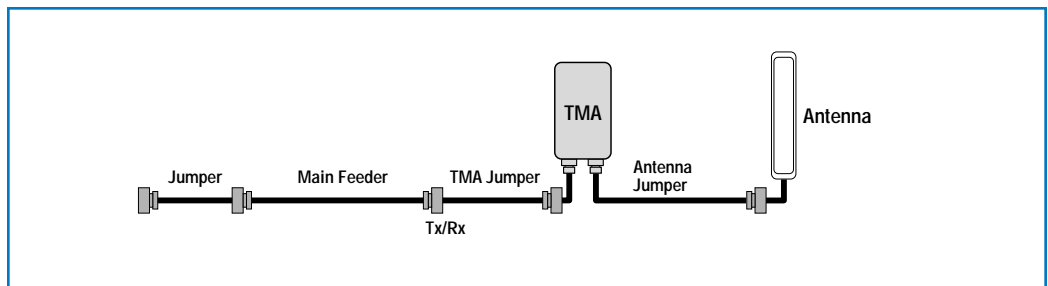 TMA
Antenna
Jumper
Main Feeder
TMA Jumper
Antenna
Jumper
Tx/Rx